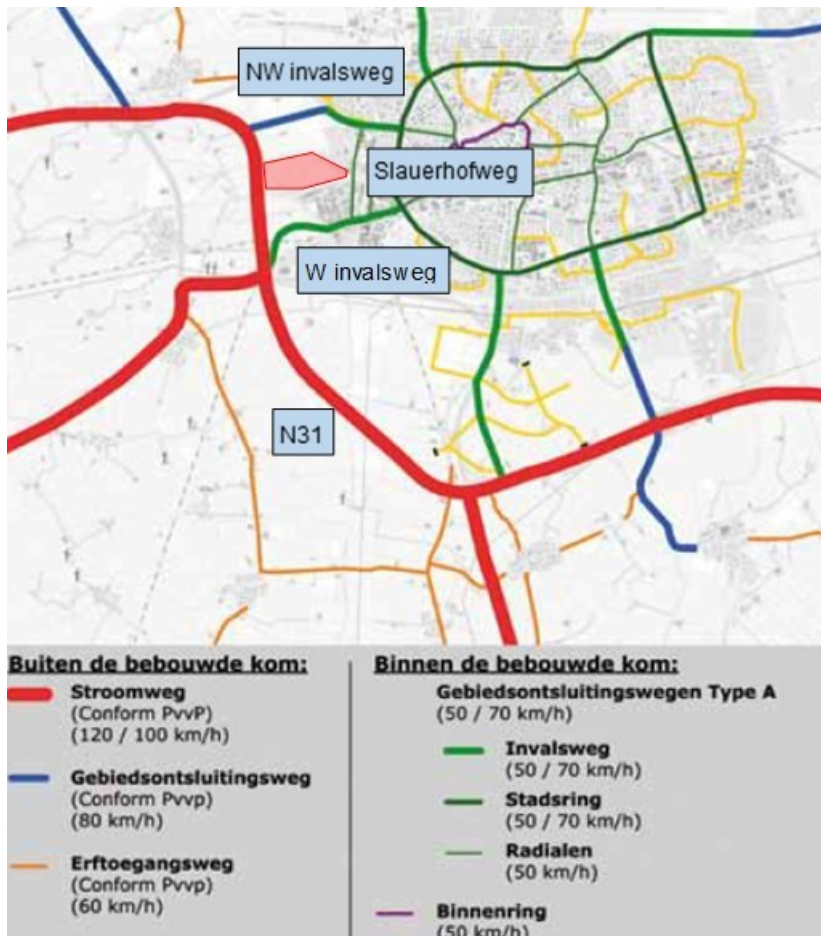 NW invalsweg
Slauerhofweg
W invalsweg
N31
Buiten de bebouwde kom:
Stroomweg
(Conform PvvP)
(120 / 100 km/h)
Gebiedsontsluitingsweg
(Conform Pvvp)
(80 km/h)
Erftoegangsweg
(Conform Pvvp)
(60 km/h)
Binnen de bebouwde kom:
Gebiedsontsluitingswegen Type A
(50 / 70 km/h)
Invalsweg
(50 / 70 km/h)
Stadsring
(50 / 70 km/h)
Radialen
(50 km/h)
Binnenring
(50 km/h)